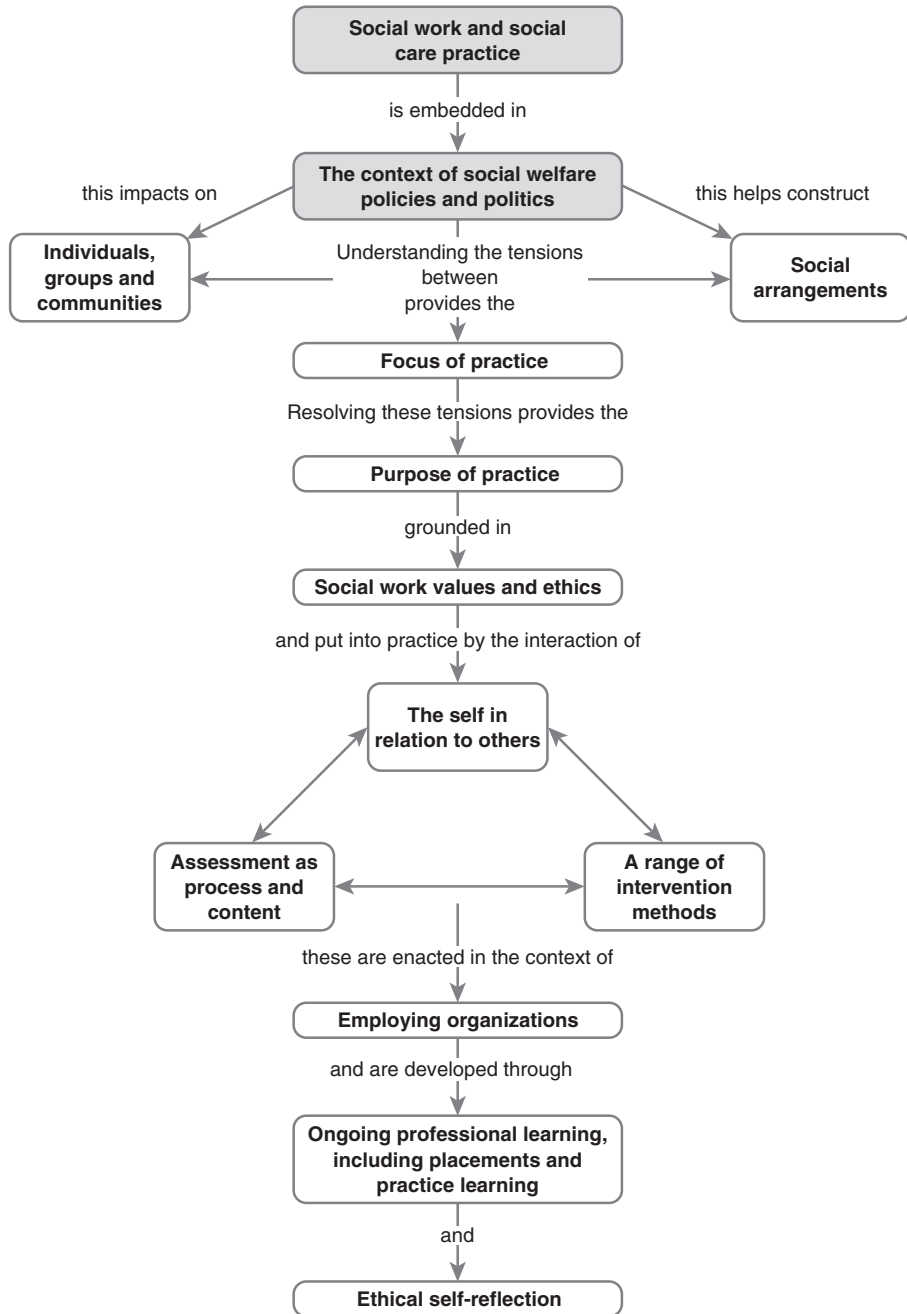 Social work and social
care practice
is embedded in
The context of social welfare
policies and politics
this impacts on
this helps construct
Individuals,
groups and
communities
Understanding the tensions
between
provides the
Social
arrangements
Focus of practice
Resolving these tensions provides the
Purpose of practice
grounded in
Social work values and ethics
and put into practice by the interaction of
The self in
relation to others
Assessment as
process and
content
A range of
intervention
methods
these are enacted in the context of
Employing organizations
and are developed through
Ongoing professional learning,
including placements and
practice learning
and
Ethical self-reflection